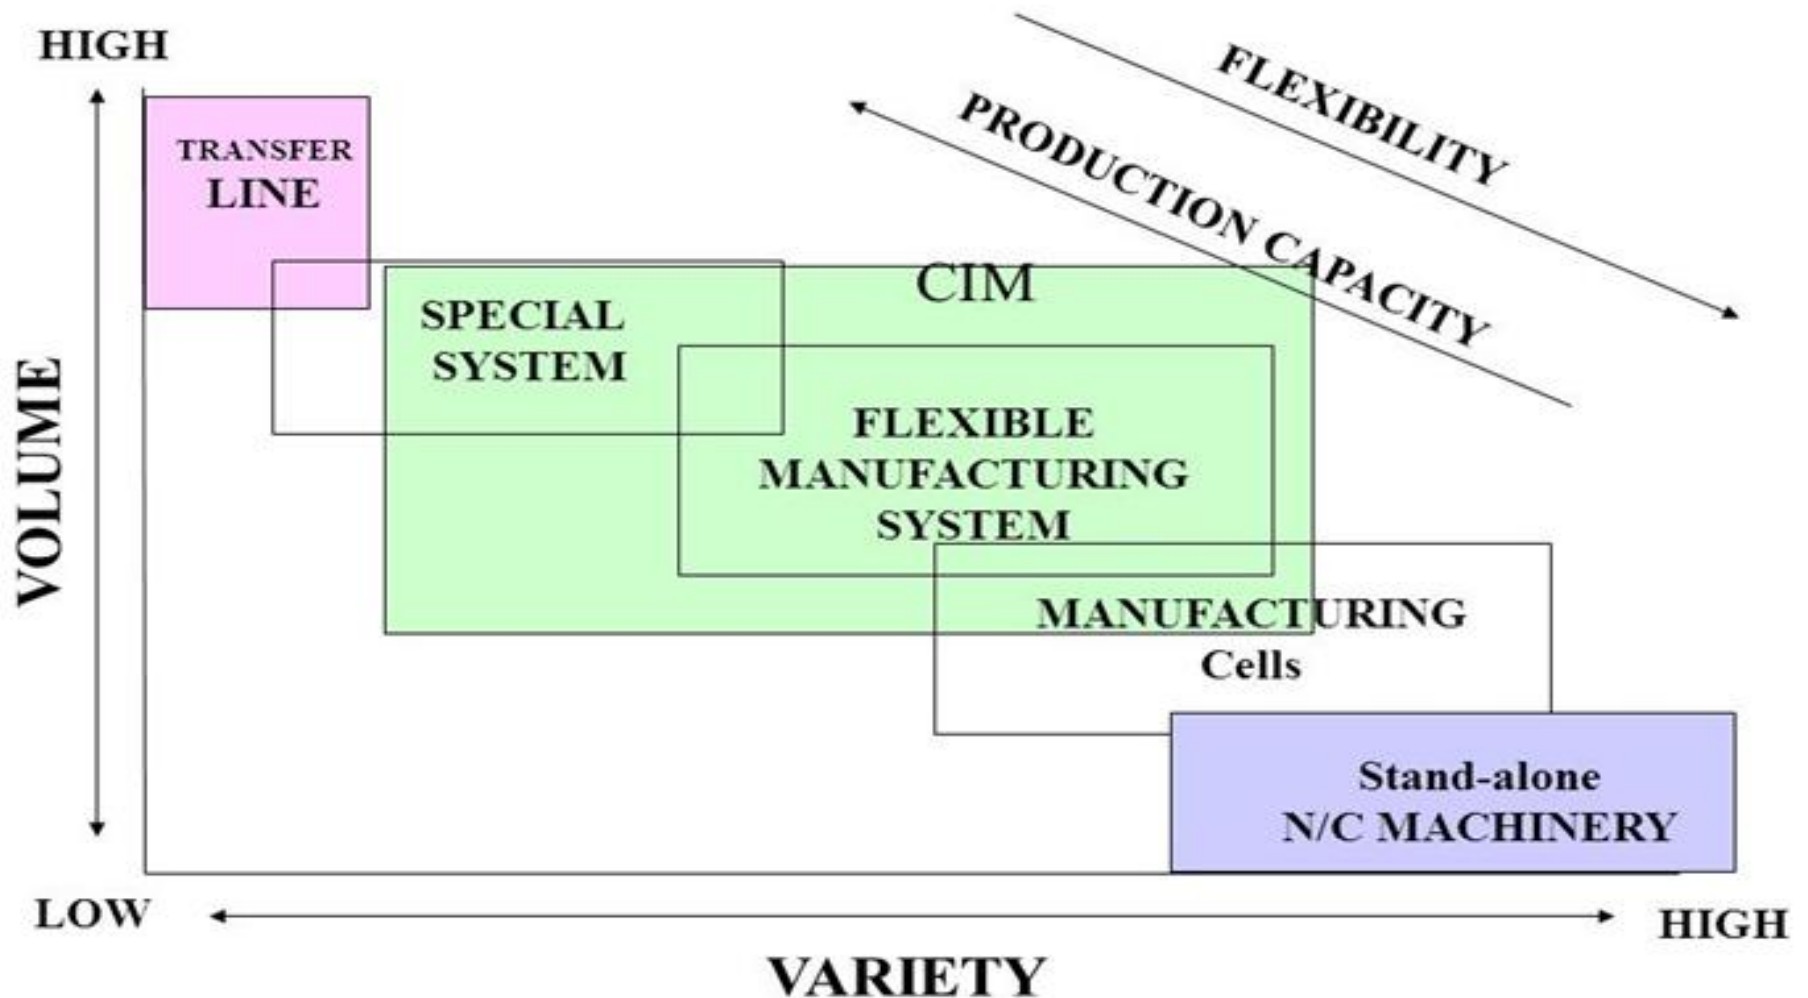 HIGH
FLEXIBILITY
PRODUCTION CAPACITY
TRANSFER
LINE
CIM
SPECIAL
SYSTEM
VOLUME
FLEXIBLE
MANUFACTURING
SYSTEM
MANUFACTURING
Cells
Stand-alone
N/C MACHINERY
LOW
HIGH
VARIETY